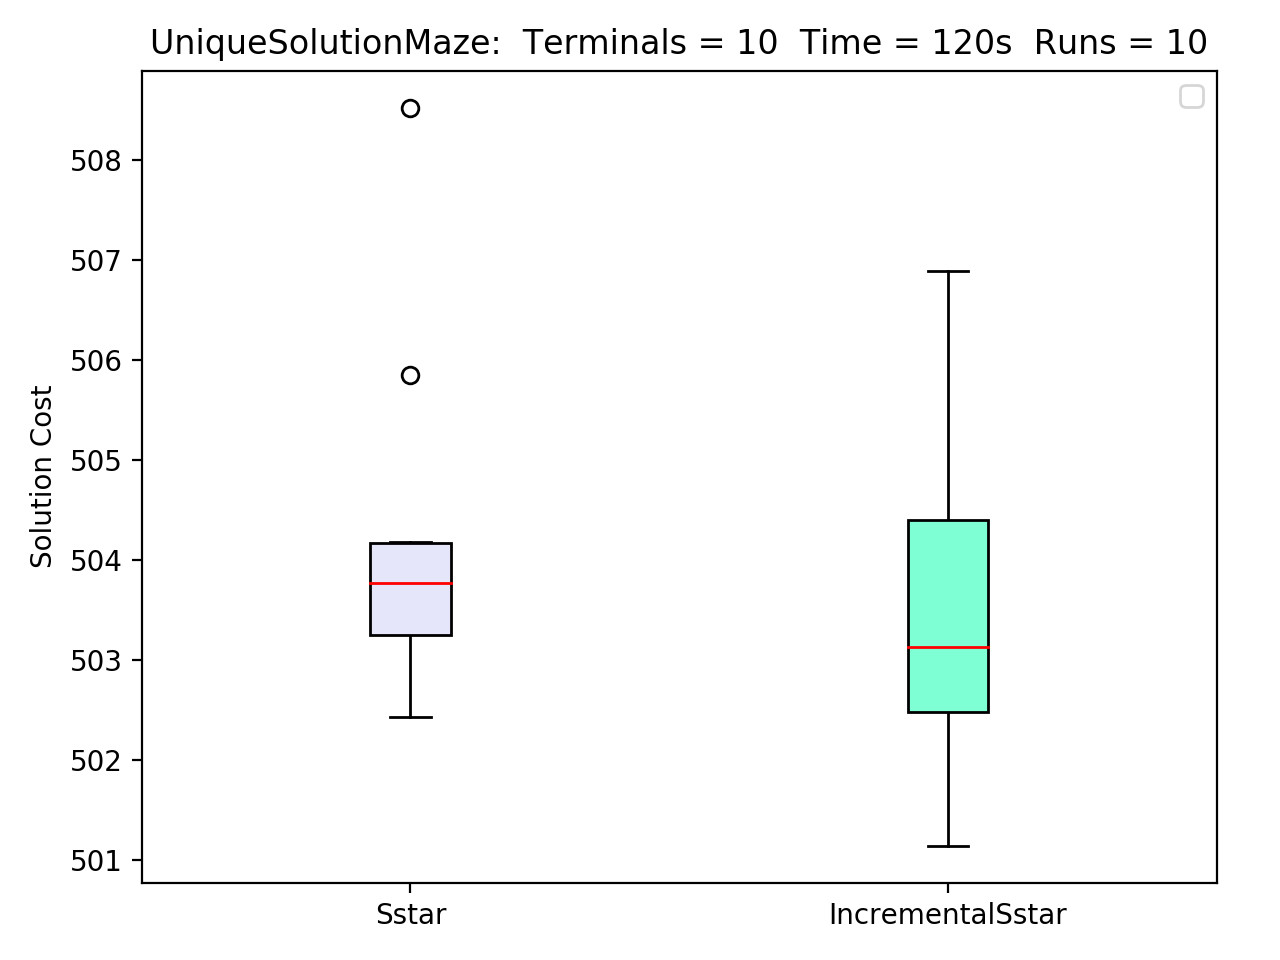 UniqueSolutionMaze:  Terminals = 10  Time = 120s  Runs = 10
508
507
506
505
504
503
502
501
Solution Cost
Sstar
IncrementalSstar